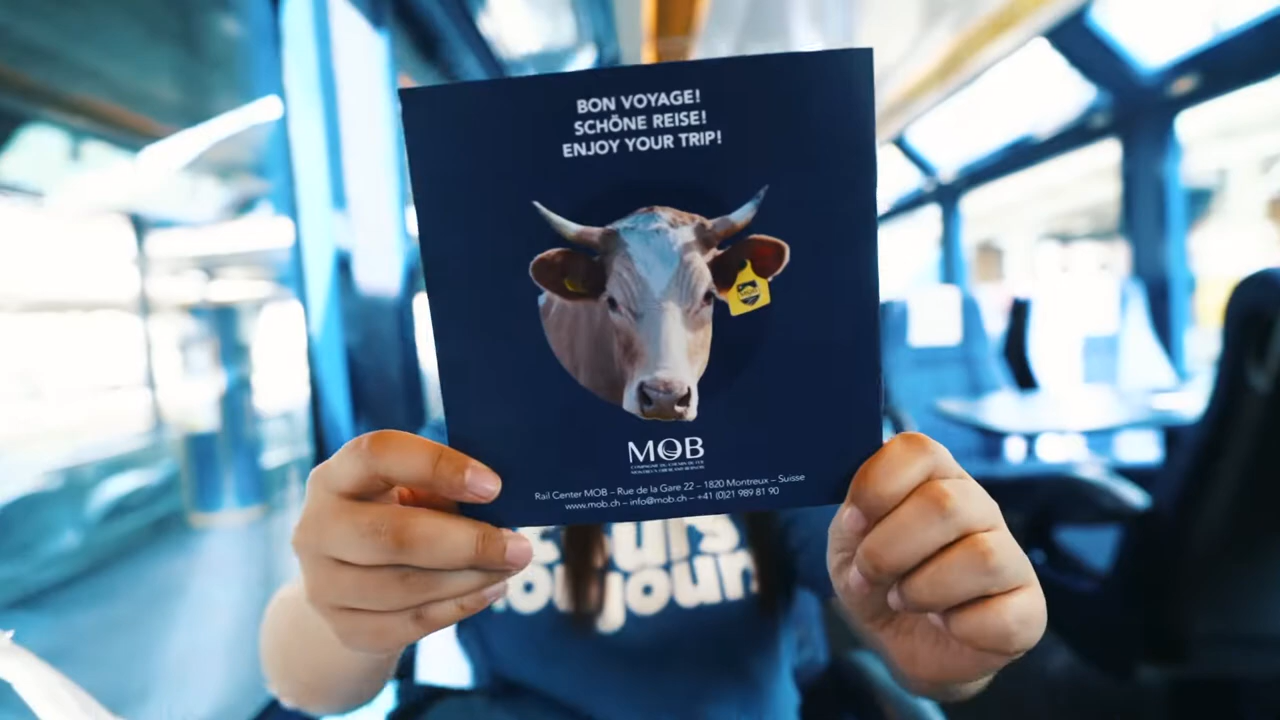 BON VOYAGE!
SCHÖNE REISE!
ENJOY YOUR TRIP!
MOB
COMPAGNIE DU CHEMIN DE FER
MONTREUX OBERLAND BERNOIS
Rail Center MOB – Rue de la Gare 22 – 1820 Montreux – Suisse
www.mob.ch – info@mob.ch – +41 (0)21 989 81 90